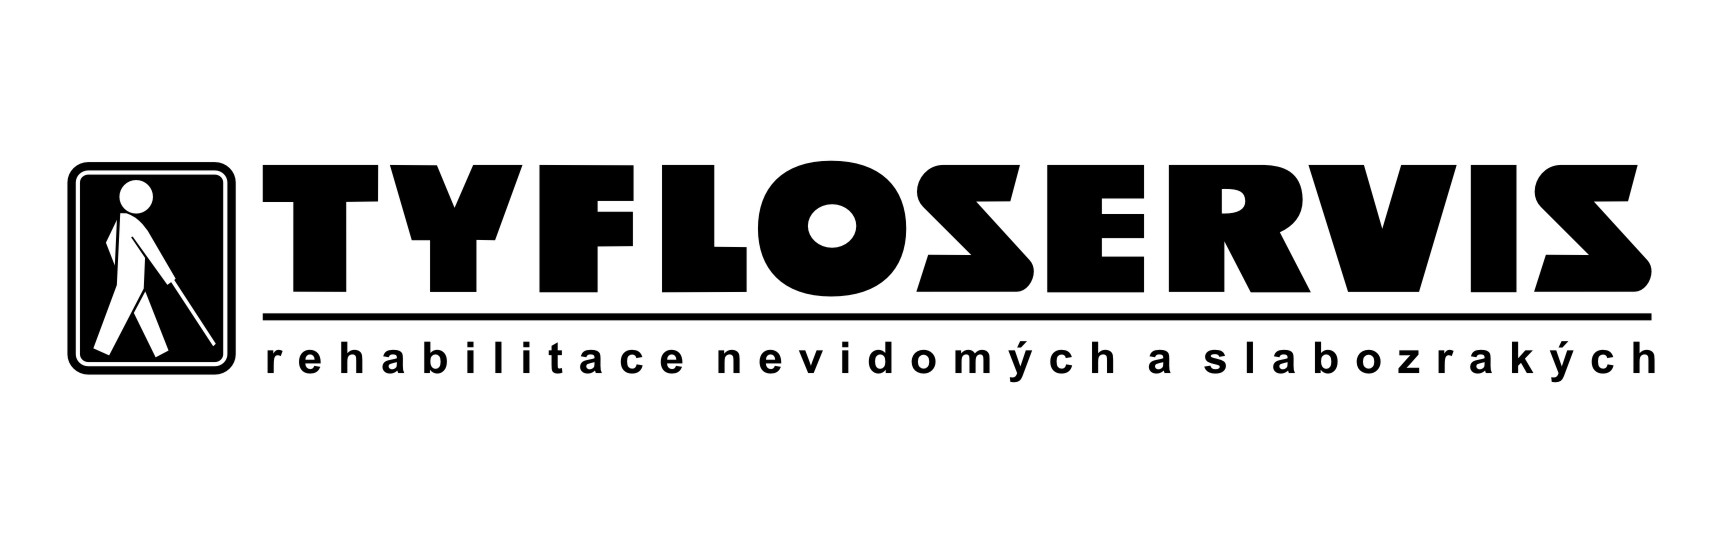 TYFLOSERVIS
rehabilitace nevidomých a slabozrakých